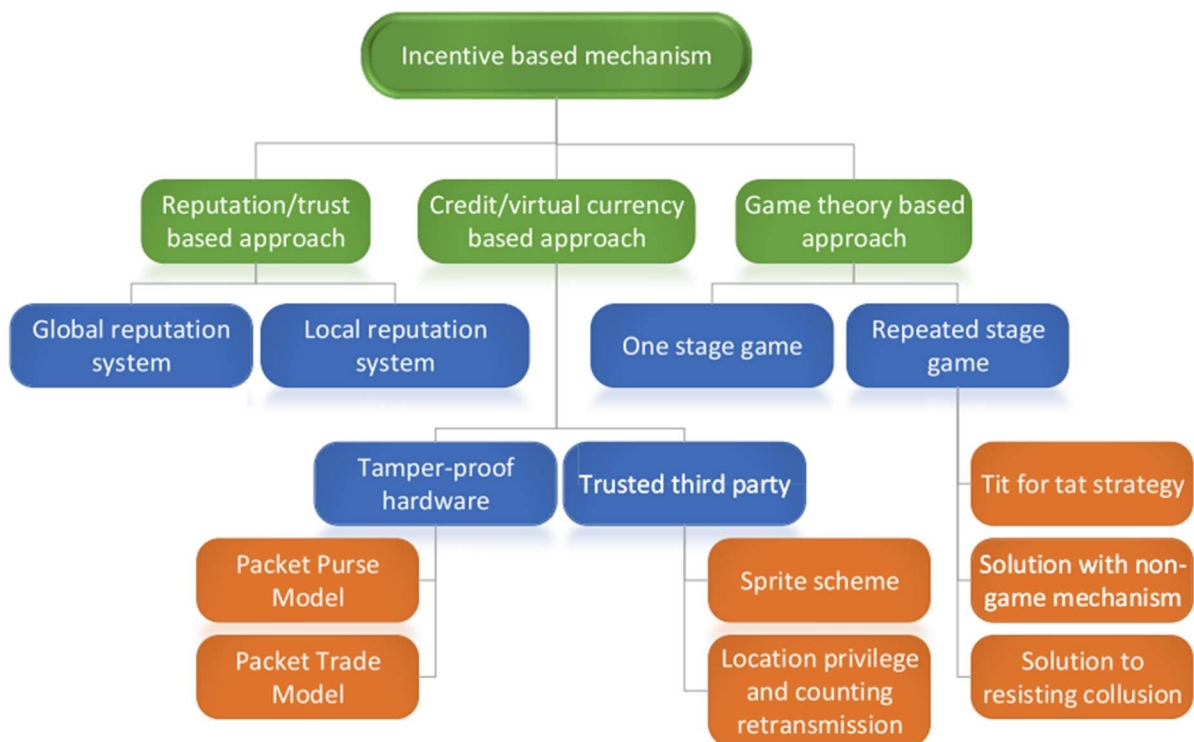 Incentive based mechanism
Reputation/trust
based approach
Credit/virtual currency
based approach
Game theory based
approach
Global reputation
system
Local reputation
system
One stage game
Repeated stage
game
Tamper-proof
hardware
Trusted third party
Tit for tat strategy
Packet Purse
Model
Sprite scheme
Solution with non-
game mechanism
Packet Trade
Model
Location privilege
and counting
retransmission
Solution to
resisting collusion